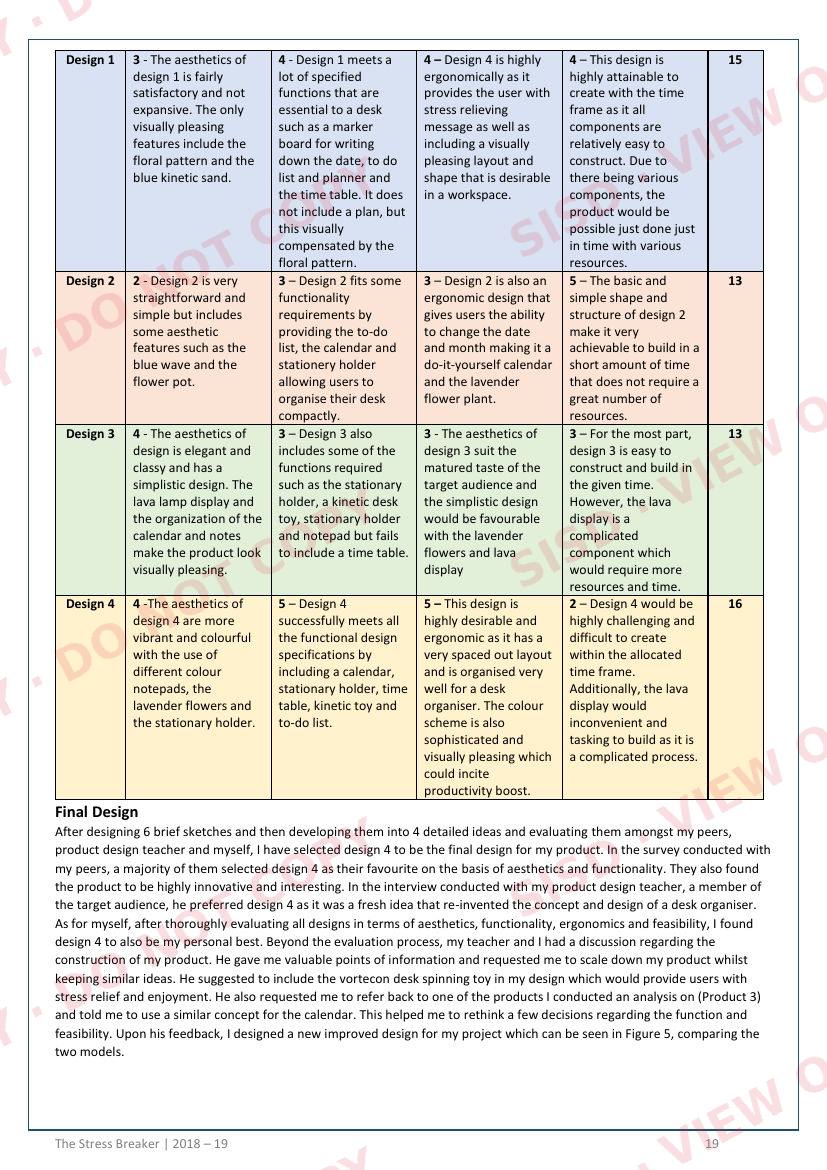 Design 1
3 - The aesthetics of
design 1 is fairly
satisfactory and not
expansive. The only
visually pleasing
features include the
floral pattern and the
blue kinetic sand.
4 - Design 1 meets a
lot of specified
functions that are
essential to a desk
such as a marker
board for writing
down the date, to do
list and planner and
the time table. It does
not include a plan, but
this visually
compensated by the
floral pattern.
4 – Design 4 is highly
ergonomically as it
provides the user with
stress relieving
message as well as
including a visually
pleasing layout and
shape that is desirable
in a workspace.
4 – This design is
highly attainable to
create with the time
frame as it all
components are
relatively easy to
construct. Due to
there being various
components, the
product would be
possible just done just
in time with various
resources.
15
Design 2
2 - Design 2 is very
straightforward and
simple but includes
some aesthetic
features such as the
blue wave and the
flower pot.
3 – Design 2 fits some
functionality
requirements by
providing the to-do
list, the calendar and
stationery holder
allowing users to
organise their desk
compactly.
3 – Design 2 is also an
ergonomic design that
gives users the ability
to change the date
and month making it a
do-it-yourself calendar
and the lavender
flower plant.
5 – The basic and
simple shape and
structure of design 2
make it very
achievable to build in a
short amount of time
that does not require a
great number of
resources.
13
Design 3
4 - The aesthetics of
design is elegant and
classy and has a
simplistic design. The
lava lamp display and
the organization of the
calendar and notes
make the product look
visually pleasing.
3 – Design 3 also
includes some of the
functions required
such as the stationary
holder, a kinetic desk
toy, stationary holder
and notepad but fails
to include a time table.
3 - The aesthetics of
design 3 suit the
matured taste of the
target audience and
the simplistic design
would be favourable
with the lavender
flowers and lava
display
3 – For the most part,
design 3 is easy to
construct and build in
the given time.
However, the lava
display is a
complicated
component which
would require more
resources and time.
13
Design 4
4 -The aesthetics of
design 4 are more
vibrant and colourful
with the use of
different colour
notepads, the
lavender flowers and
the stationary holder.
5 – Design 4
successfully meets all
the functional design
specifications by
including a calendar,
stationary holder, time
table, kinetic toy and
to-do list.
5 – This design is
highly desirable and
ergonomic as it has a
very spaced out layout
and is organised very
well for a desk
organiser. The colour
scheme is also
sophisticated and
visually pleasing which
could incite
productivity boost.
2 – Design 4 would be
highly challenging and
difficult to create
within the allocated
time frame.
Additionally, the lava
display would
inconvenient and
tasking to build as it is
a complicated process.
16
Final Design
After designing 6 brief sketches and then developing them into 4 detailed ideas and evaluating them amongst my peers,
product design teacher and myself, I have selected design 4 to be the final design for my product. In the survey conducted with
my peers, a majority of them selected design 4 as their favourite on the basis of aesthetics and functionality. They also found
the product to be highly innovative and interesting. In the interview conducted with my product design teacher, a member of
the target audience, he preferred design 4 as it was a fresh idea that re-invented the concept and design of a desk organiser.
As for myself, after thoroughly evaluating all designs in terms of aesthetics, functionality, ergonomics and feasibility, I found
design 4 to also be my personal best. Beyond the evaluation process, my teacher and I had a discussion regarding the
construction of my product. He gave me valuable points of information and requested me to scale down my product whilst
keeping similar ideas. He suggested to include the vortecon desk spinning toy in my design which would provide users with
stress relief and enjoyment. He also requested me to refer back to one of the products I conducted an analysis on (Product 3)
and told me to use a similar concept for the calendar. This helped me to rethink a few decisions regarding the function and
feasibility. Upon his feedback, I designed a new improved design for my project which can be seen in Figure 5, comparing the
two models.
The Stress Breaker | 2018 – 19
19
DO NOT COPY
SISD - VIEW O
DO NOT COPY
SISD - VIEW O
DO NOT COPY
SISD - VIEW O